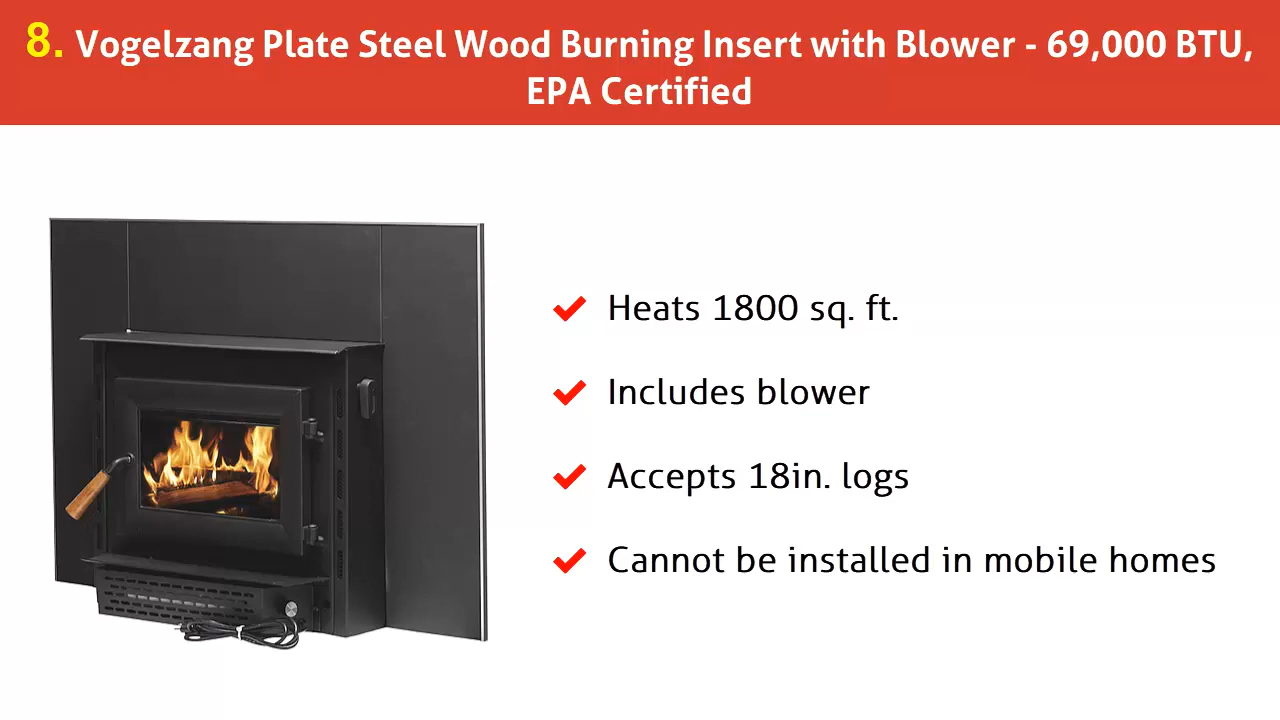 8. Vogelzang Plate Steel Wood Burning Insert with Blower - 69,000 BTU,
EPA Certified
Heats 1800 sq. ft.
Includes blower
Accepts 18in. logs
Cannot be installed in mobile homes